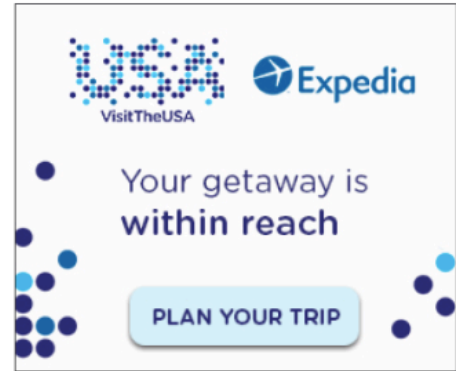 USA
VisitTheUSA
Expedia
Your getaway is
within reach
PLAN YOUR TRIP